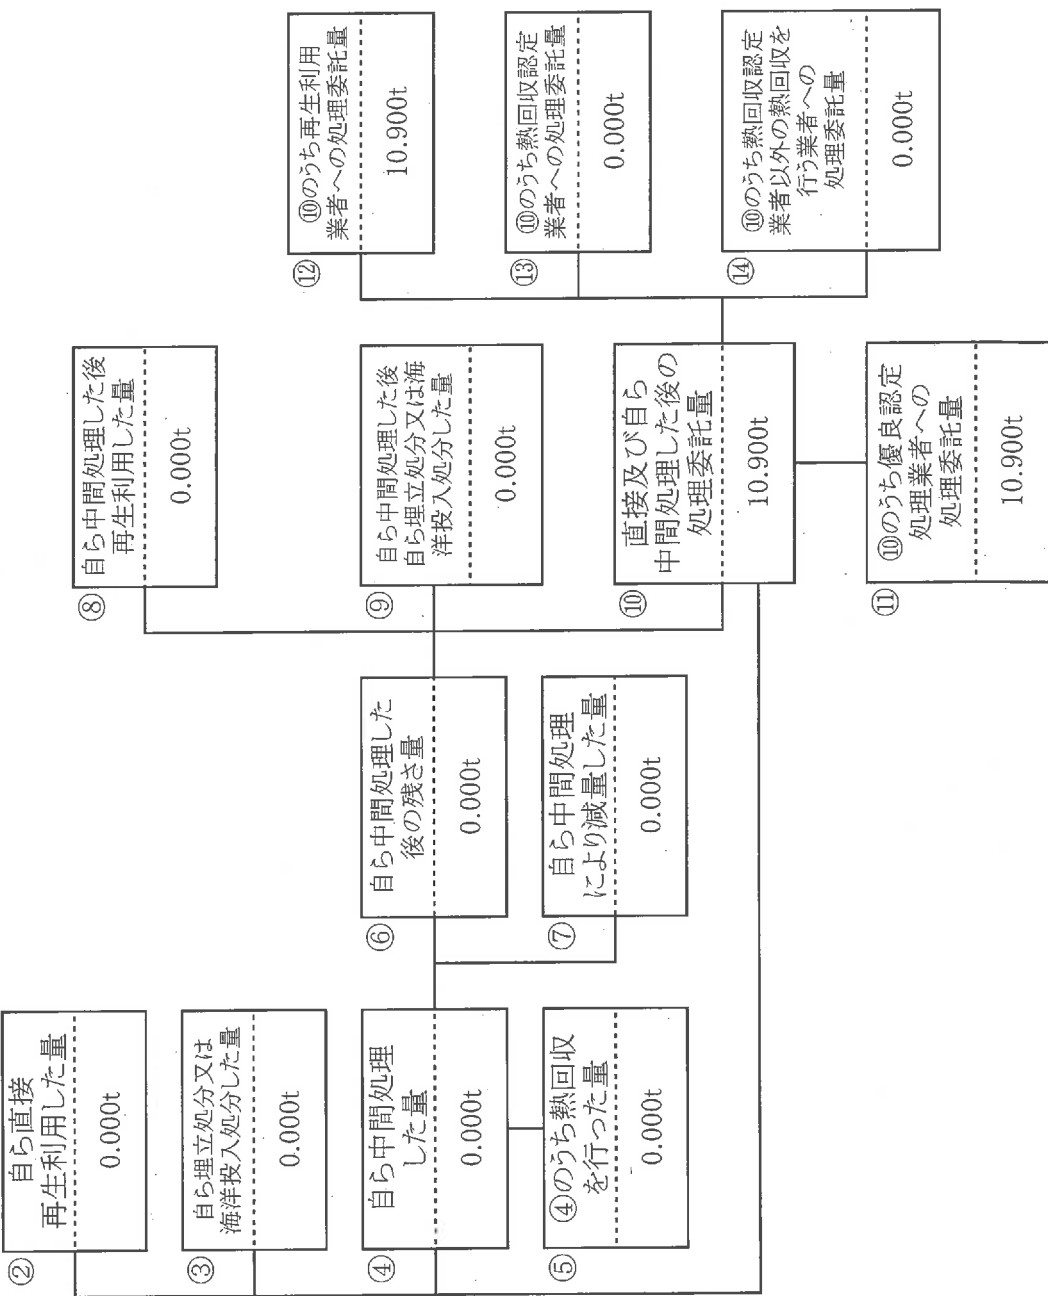 ②
自ら直接
再生利用した量
0.000t
③
自ら埋立処分又は
海洋投入処分した量
0.000t
④
自ら中間処理
した量
0.000t
⑤
④のうち熱回収
を行った量
0.000t
⑥
自ら中間処理した
後の残さ量
0.000t
⑦
自ら中間処理
により減量した量
0.000t
⑧
自ら中間処理した後
再生利用した量
0.000t
⑨
自ら中間処理した後
自ら埋立処分又は海
洋投入処分した量
0.000t
⑩
直接及び自ら
中間処理した後の
処理委託量
10.900t
⑪
⑩のうち優良認定
処理業者への
処理委託量
10.900t
⑫
⑩のうち再生利用
業者への処理委託量
10.900t
⑬
⑩のうち熱回収認定
業者への処理委託量
0.000t
⑭
⑩のうち熱回収認定
業者以外の熱回収を
行う業者への
処理委託量
0.000t